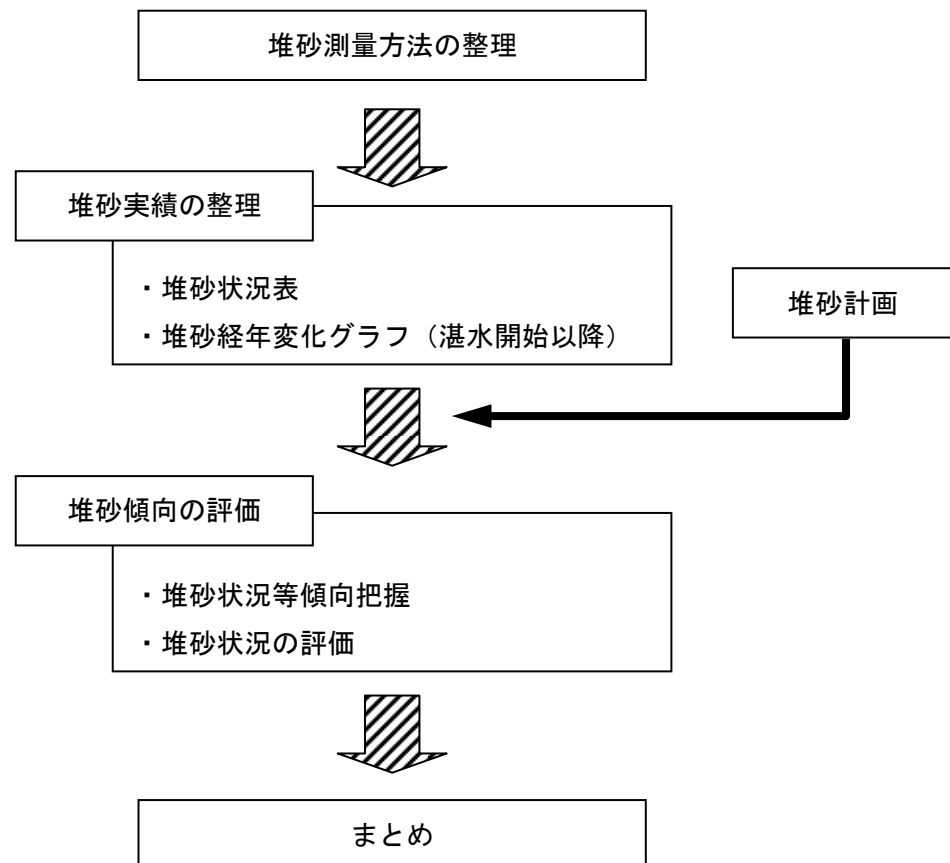 堆砂測量方法の整理
堆砂実績の整理
・堆砂状況表
・堆砂経年変化グラフ（湛水開始以降）
堆砂計画
堆砂傾向の評価
・堆砂状況等傾向把握
・堆砂状況の評価
まとめ